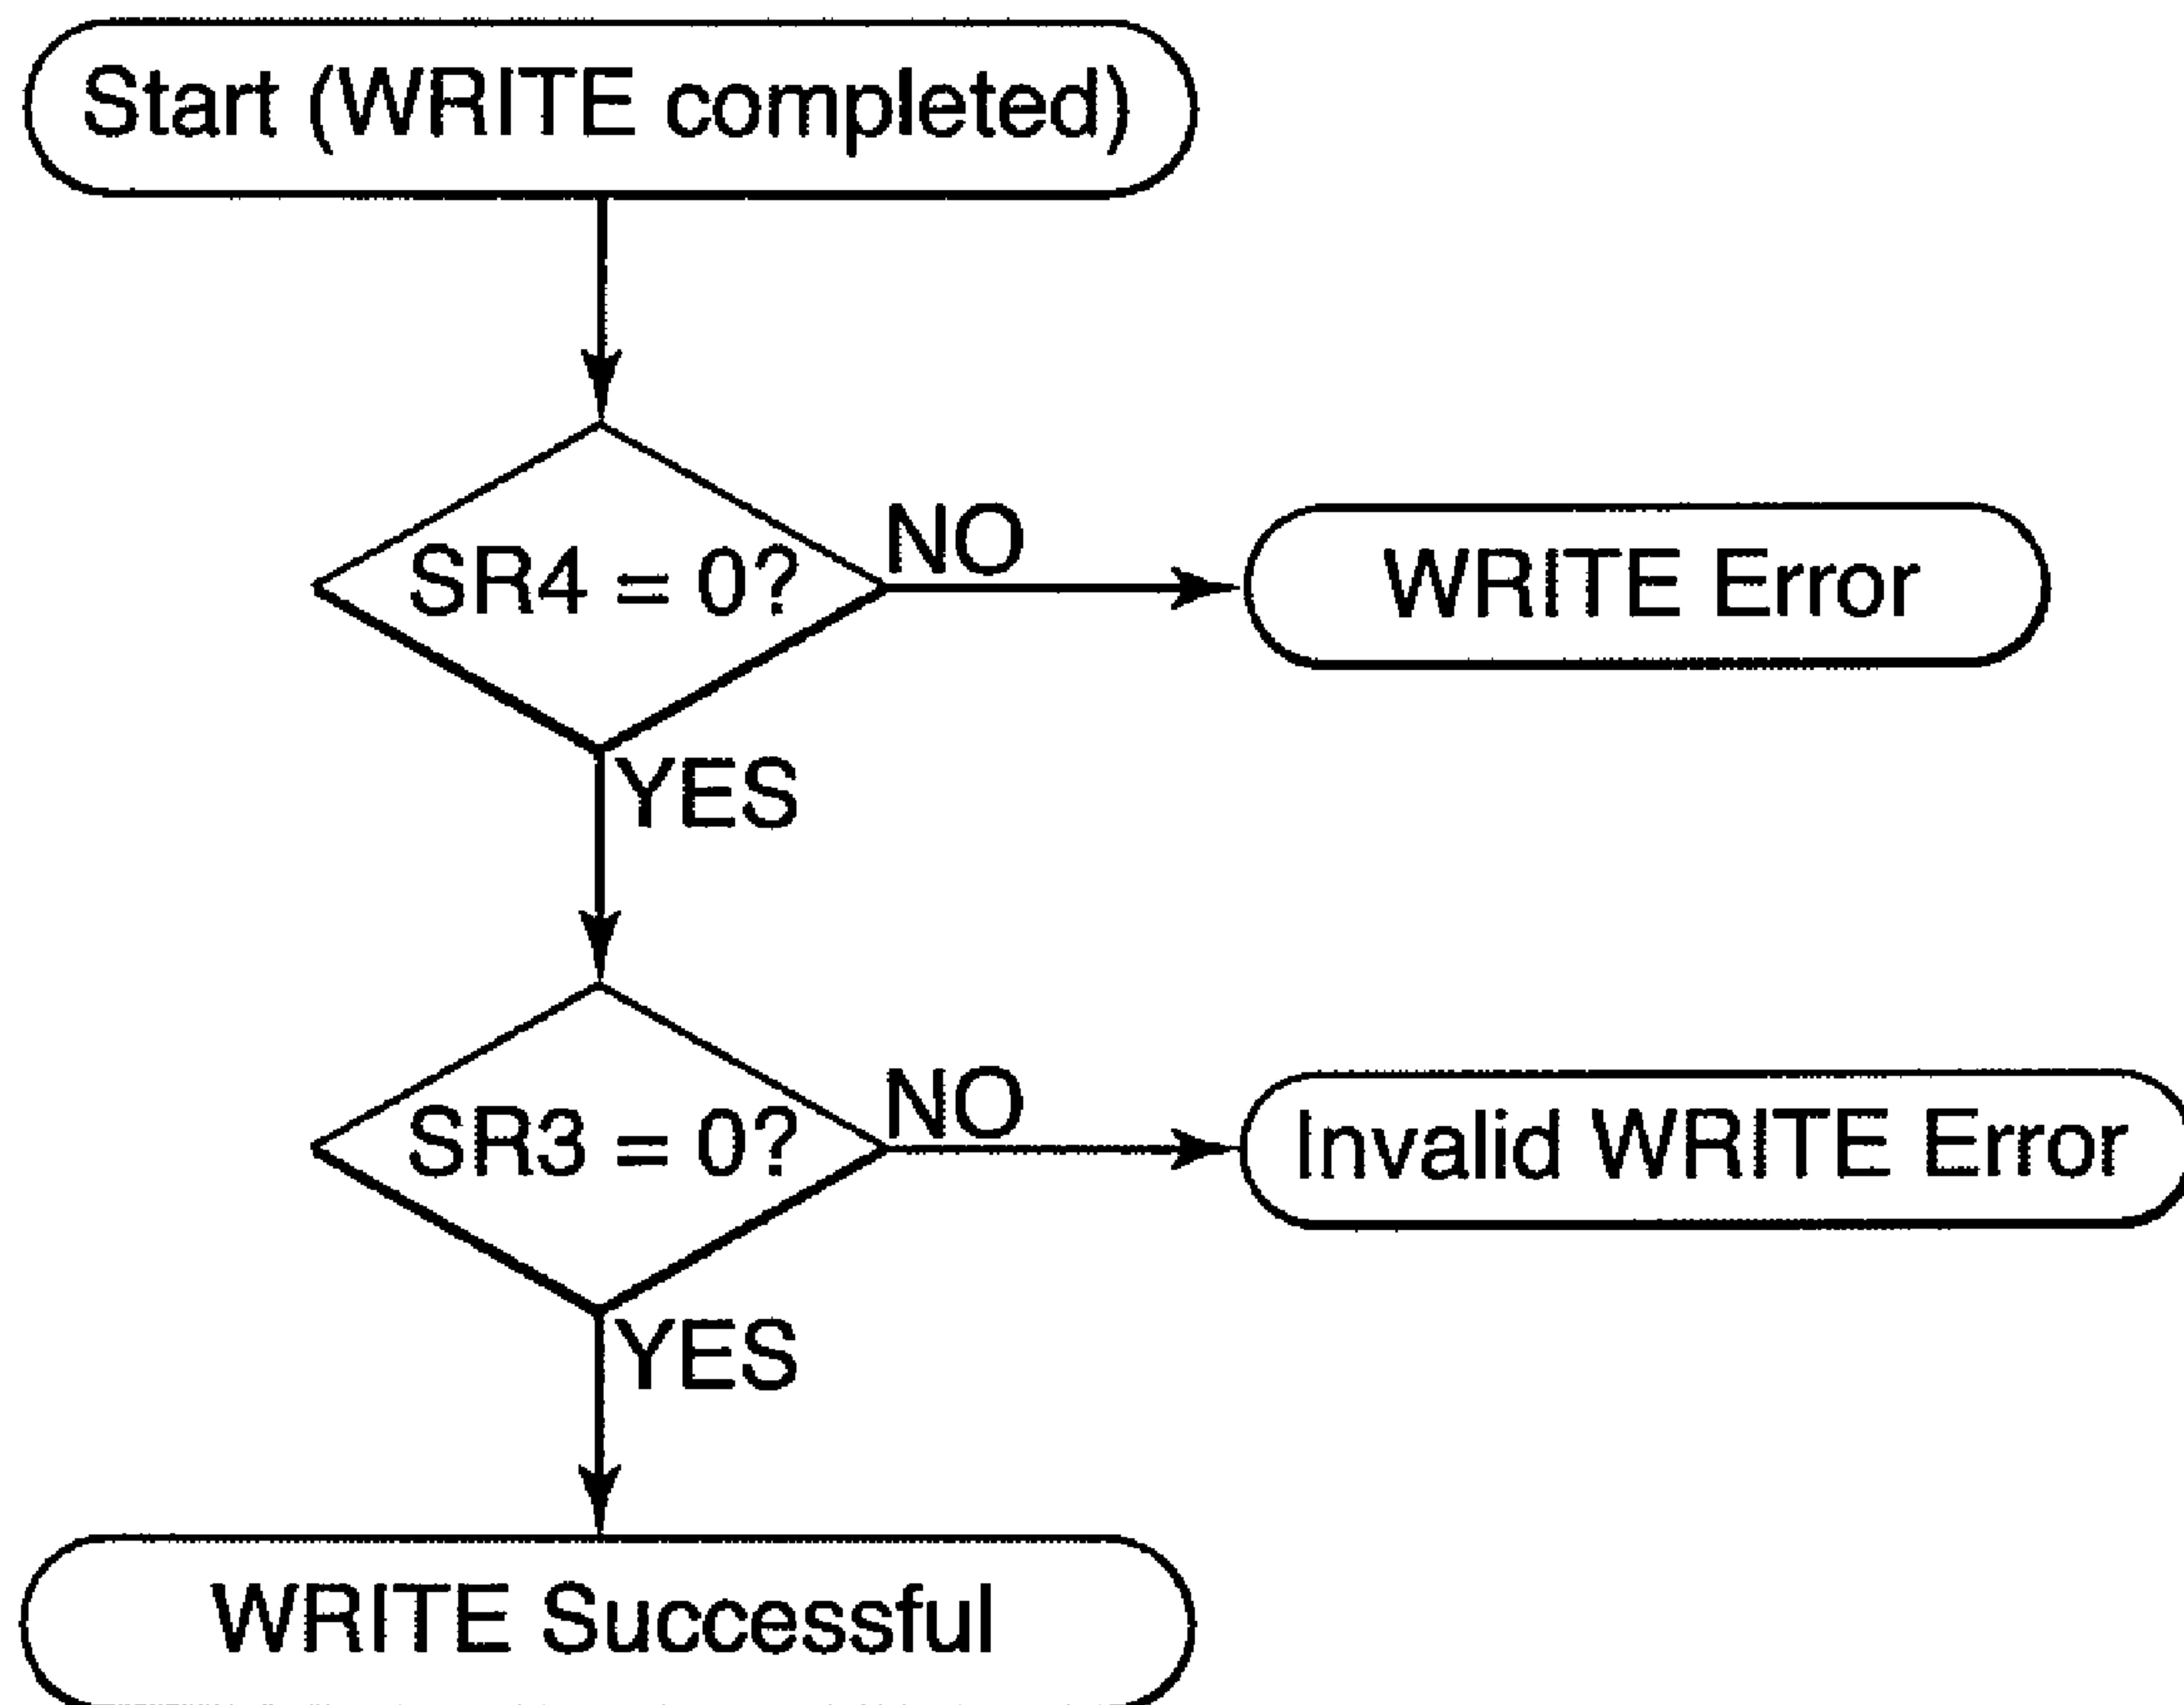 Start (WRITE completed)
SR4 = 0?
NO
WRITE Error
YES
SR3 = 0?
NO
Invalid WRITE Error
YES
WRITE Successful